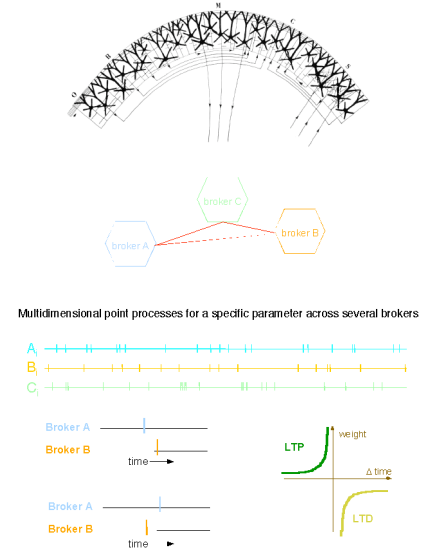 M
C
B
S
O
broker C
broker B
broker A
Multidimensional point processes for a specific parameter across several brokers
A i
B i
C i
Broker A
Broker B
time
weight
LTP
Δ time
LTD
Broker A
Broker B
time